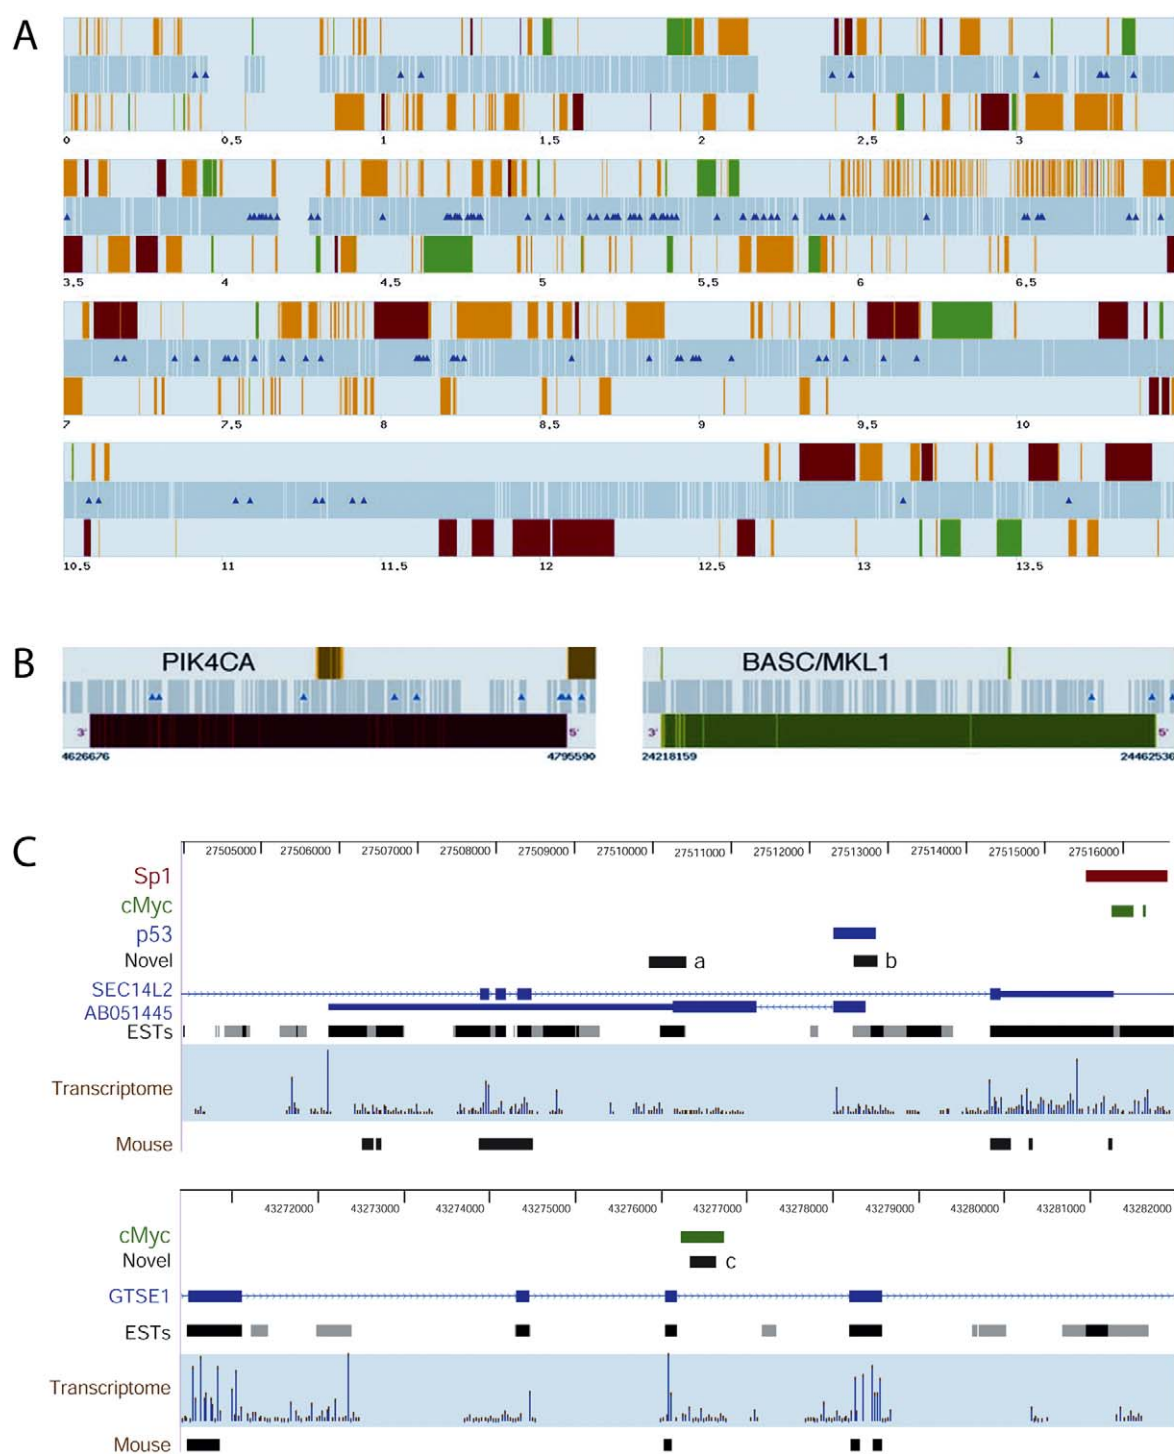 A
0 0.5 1 1.5 2 2.5 3
3.5 4 4.5 5 5.5 6 6.5
7 7.5 8 8.5 9 9.5 10
10.5 11 11.5 12 12.5 13 13.5
B
PIK4CA BASC/MKL1
3' 5' 3' 5'
4626676 4795590 24218159 24462536
C
27505000 27506000 27507000 27508000 27509000 27510000 27511000 27512000 27513000 27514000 27515000 27516000
Sp1
cMyc
p53
Novel a b
SEC14L2
AB051445
ESTs
Transcriptome
Mouse
43272000 43273000 43274000 43275000 43276000 43277000 43278000 43279000 43280000 43281000 43282000
cMyc
Novel c
GTSE1
ESTs
Transcriptome
Mouse